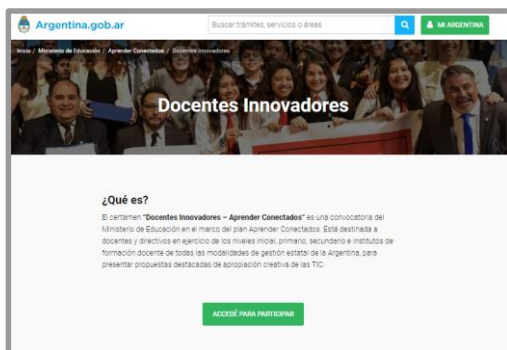 Argentina.gob.ar
Buscar trámites, servicios o áreas
MI ARGENTINA
Inicio / Ministerio de Educación / Aprender Conectados / Docentes Innovadores
Docentes Innovadores
¿Qué es?
El certamen "Docentes Innovadores – Aprender Conectados" es una convocatoria del
Ministerio de Educación en el marco del plan Aprender Conectados. Está destinada a
docentes y directivos en ejercicio de los niveles inicial, primario, secundario e institutos de
formación docente de todas las modalidades de gestión estatal de la Argentina, para
presentar propuestas destacadas de apropiación creativa de las TIC.
ACCEDÉ PARA PARTICIPAR